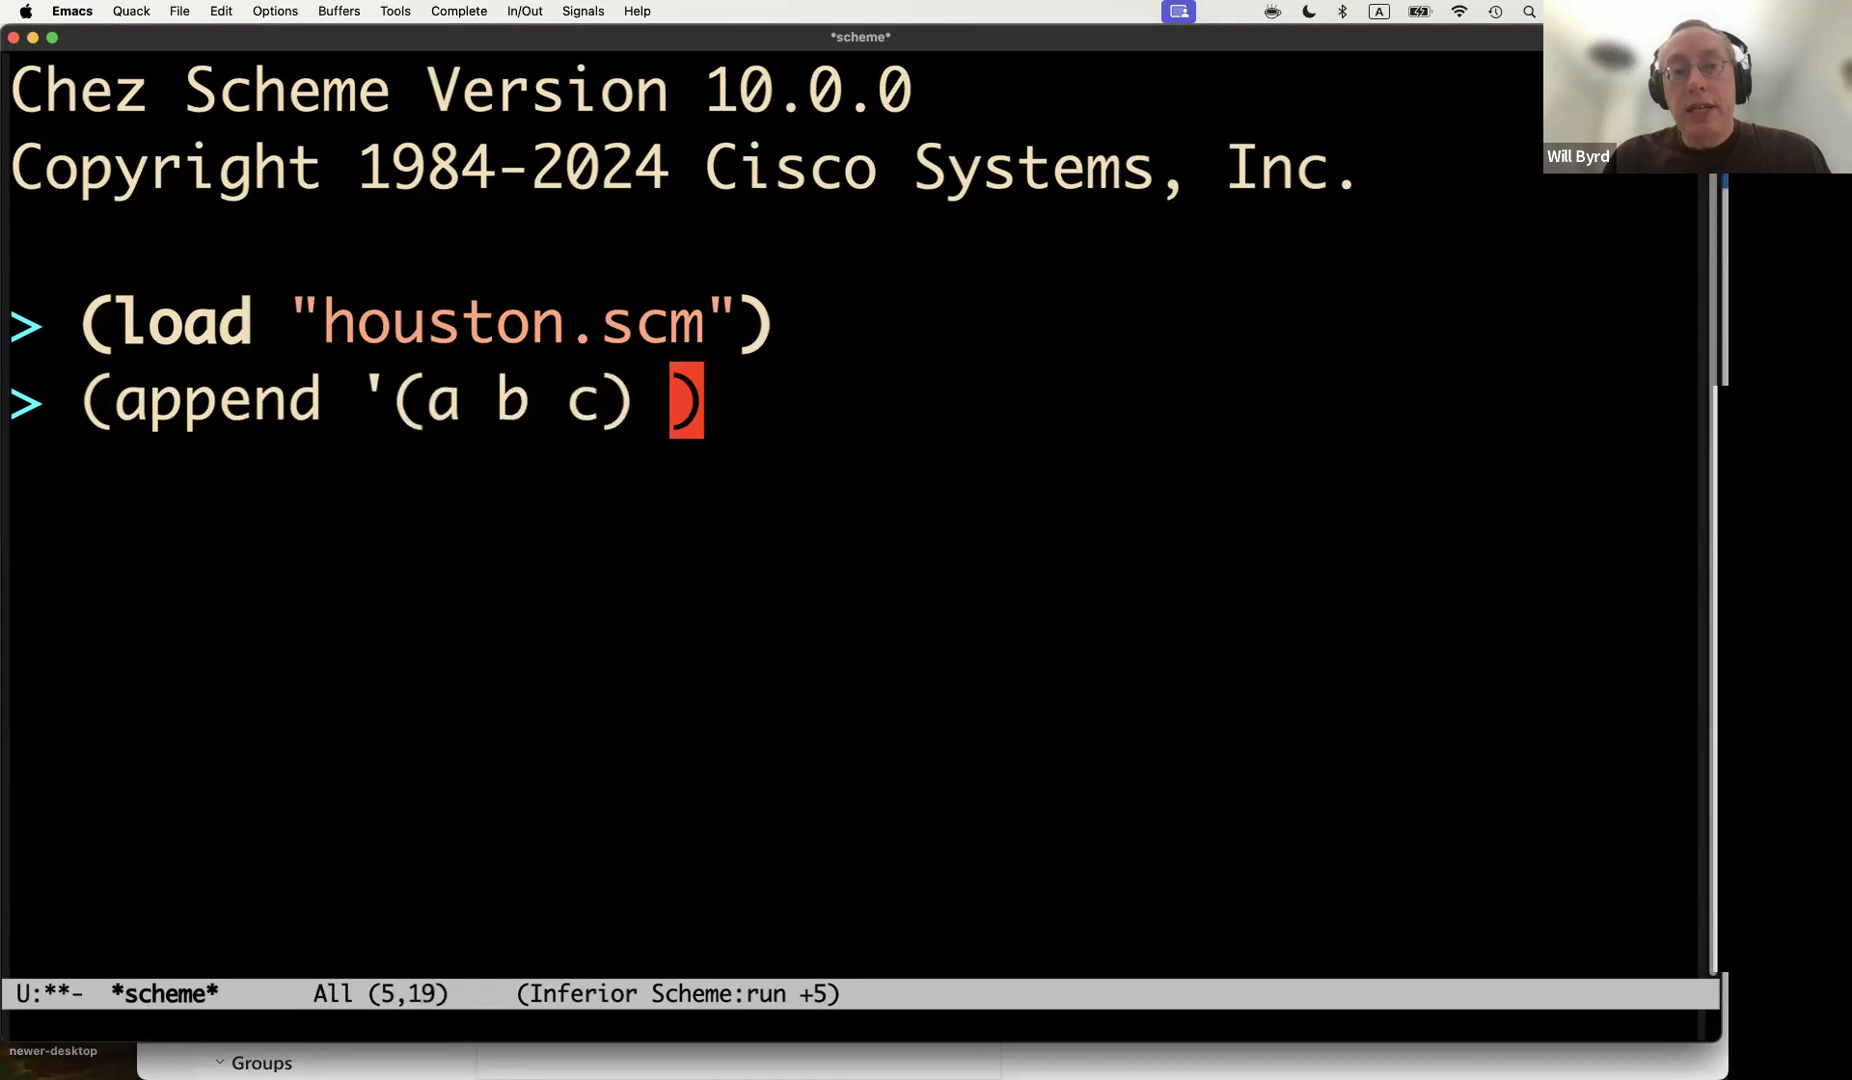 Emacs Quack File Edit Options Buffers Tools Complete In/Out Signals Help A
*scheme*
Chez Scheme Version 10.0.0
Copyright 1984-2024 Cisco Systems, Inc.
Will Byrd
> (load "houston.scm")
> (append '(a b c) )
U:**- *scheme* All (5,19) (Inferior Scheme:run +5)
newer-desktop
Groups